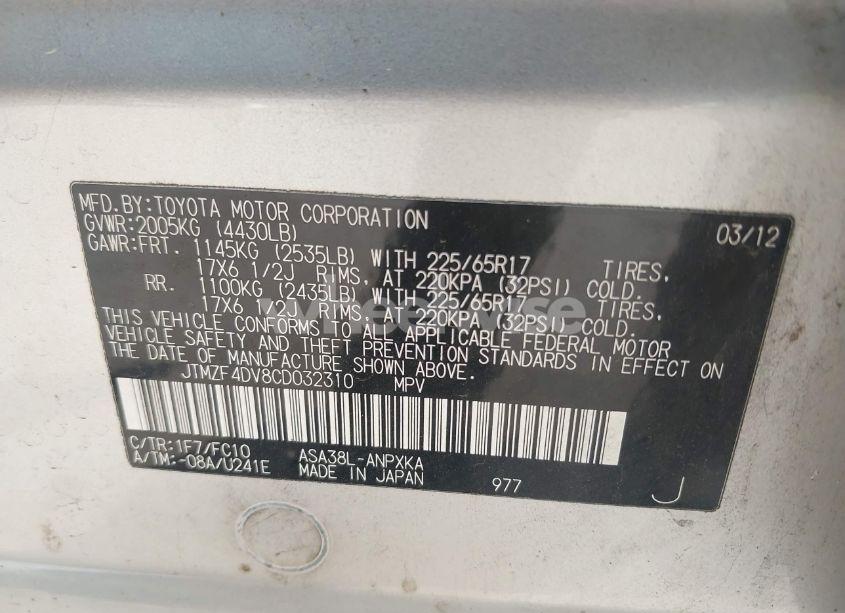 MFD.BY:TOYOTA MOTOR CORPORATION 03/12
GVWR:2005KG (4430LB)
GAWR:FRT. 1145KG (2535LB) WITH 225/65R17 TIRES,
17X6 1/2J RIMS, AT 220KPA (32PSI) COLD.
RR. 1100KG (2435LB) WITH 225/65R17 TIRES,
17X6 1/2J RIMS, AT 220KPA (32PSI) COLD.
THIS VEHICLE CONFORMS TO ALL APPLICABLE FEDERAL MOTOR
VEHICLE SAFETY AND THEFT PREVENTION STANDARDS IN EFFECT ON
THE DATE OF MANUFACTURE SHOWN ABOVE.
JTMZF4DV8CD032310 MPV
C/TR:1F7/FC10 ASA38L-ANPXKA
A/TM:-08A/U241E MADE IN JAPAN 977 J